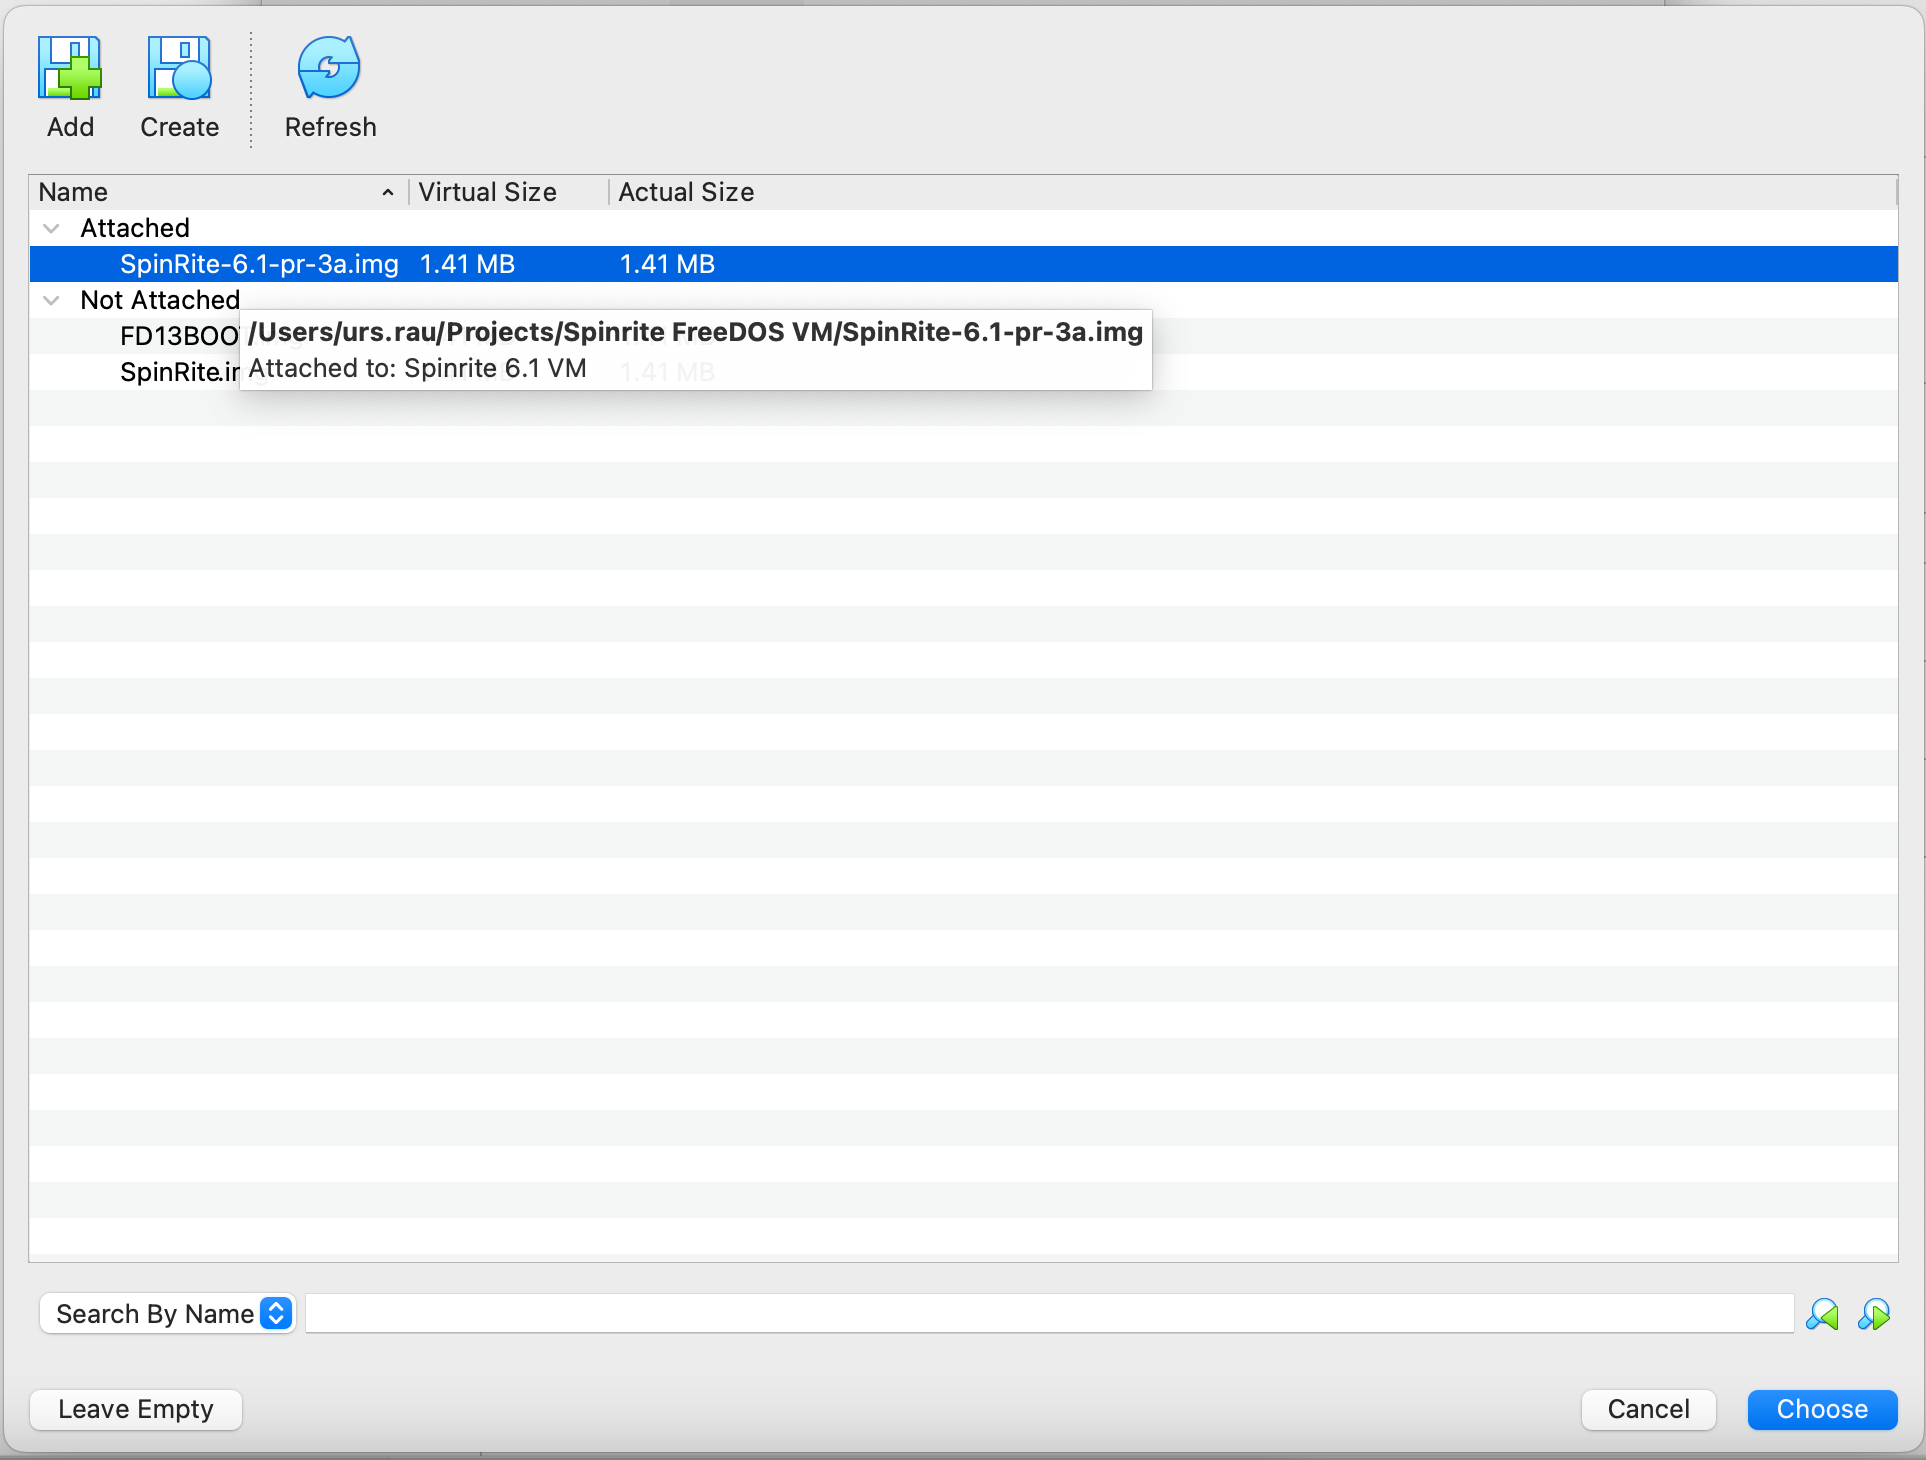 Add Create Refresh
Name Virtual Size Actual Size
Attached
SpinRite-6.1-pr-3a.img 1.41 MB 1.41 MB
Not Attached
/Users/urs.rau/Projects/Spinrite FreeDOS VM/SpinRite-6.1-pr-3a.img
Attached to: Spinrite 6.1 VM
FD13BOO
SpinRite.img 1.41 MB
Search By Name
Leave Empty Cancel Choose